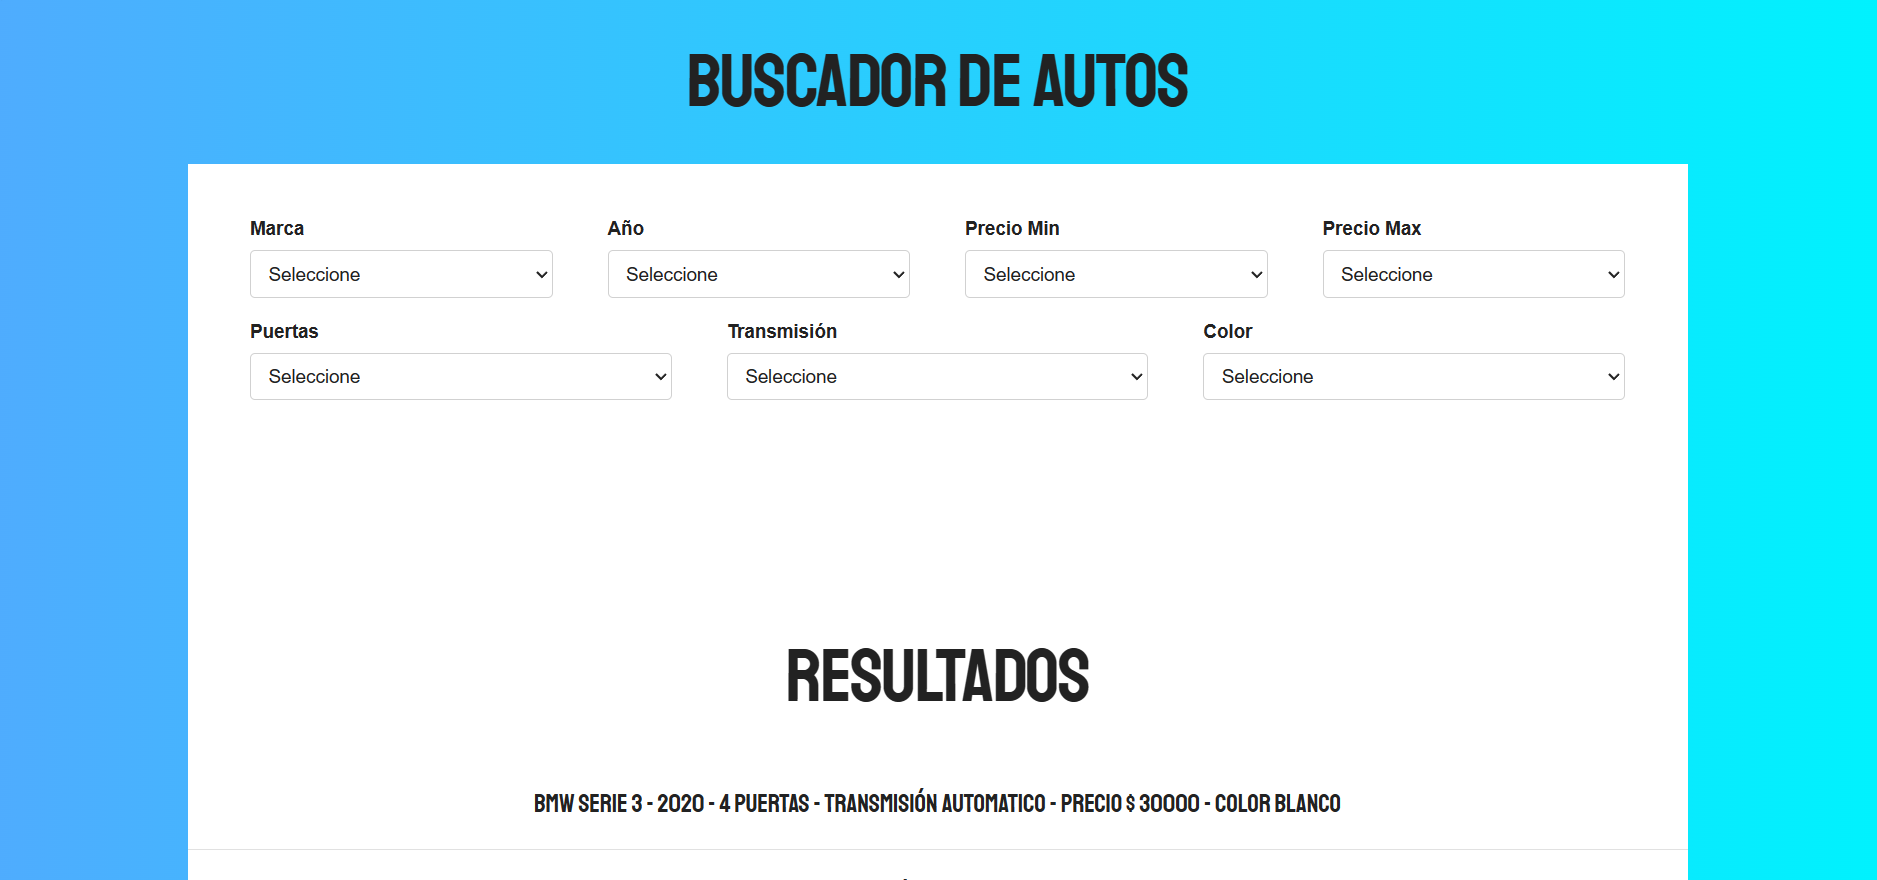 BUSCADOR DE AUTOS
Marca Año Precio Min Precio Max
Seleccione Seleccione Seleccione Seleccione
Puertas Transmisión Color
Seleccione Seleccione Seleccione
RESULTADOS
BMW SERIE 3 - 2020 - 4 PUERTAS - TRANSMISIÓN AUTOMATICO - PRECIO $ 30000 - COLOR BLANCO